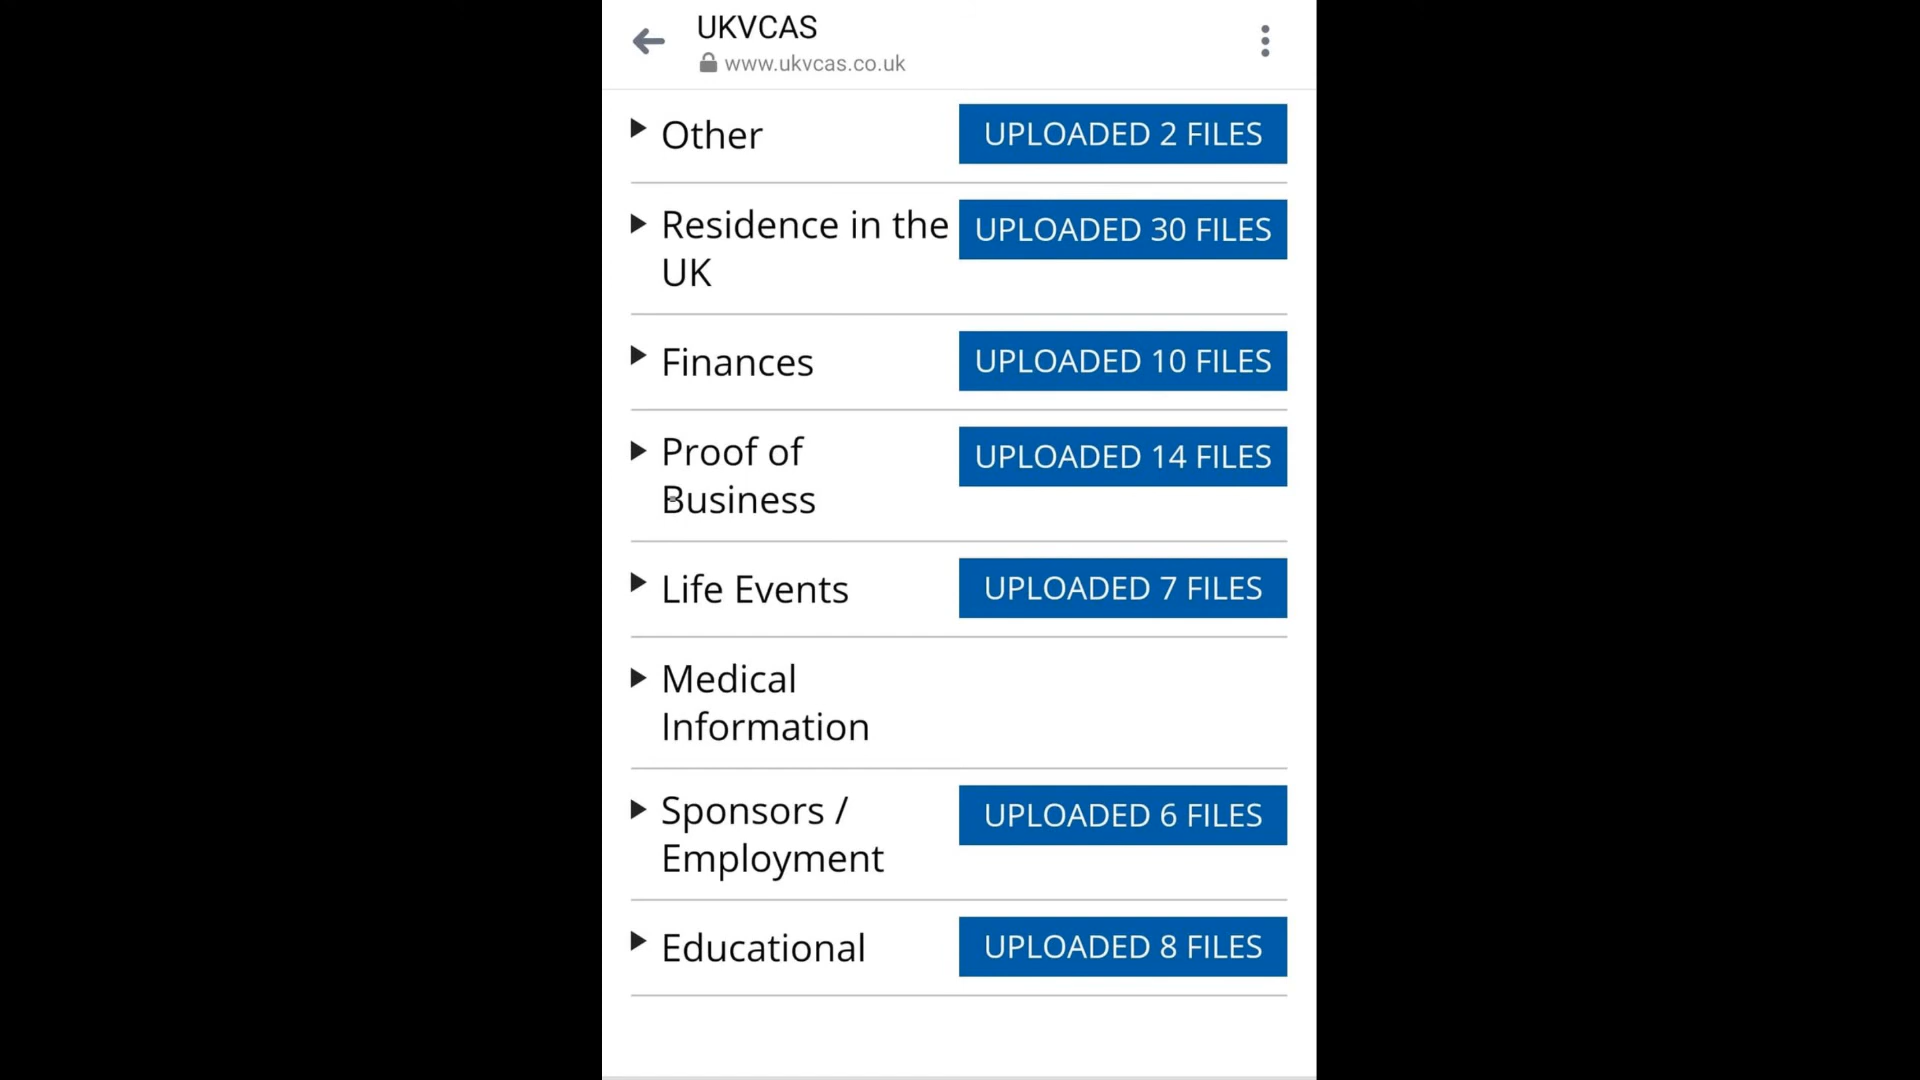 UKVCAS
www.ukvcas.co.uk
Other
UPLOADED 2 FILES
Residence in the
UK
UPLOADED 30 FILES
Finances
UPLOADED 10 FILES
Proof of
Business
UPLOADED 14 FILES
Life Events
UPLOADED 7 FILES
Medical
Information
Sponsors /
Employment
UPLOADED 6 FILES
Educational
UPLOADED 8 FILES